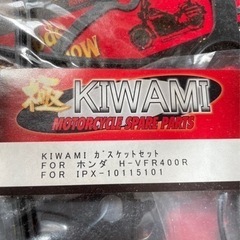 極 KIWAMI
MOTORCYCLE SPARE PARTS
KIWAMI ガスケットセット
FOR ホンダ H-VFR400R
FOR IPX-10115101